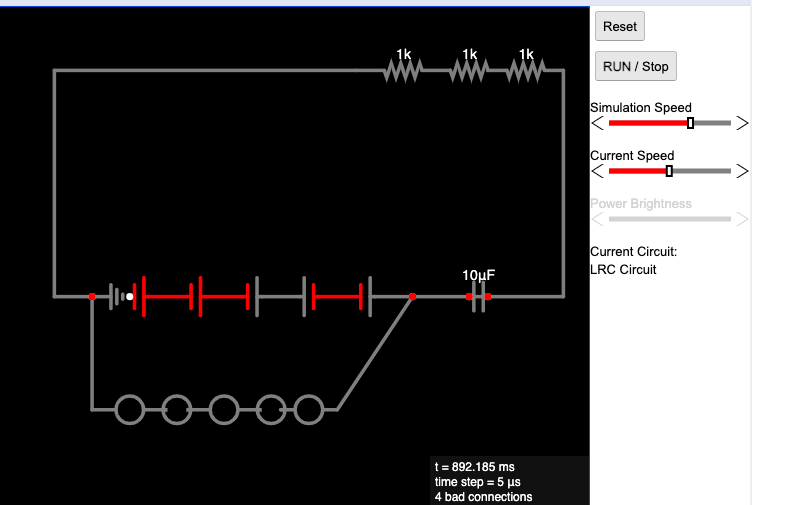 Reset
1k 1k 1k
RUN / Stop
Simulation Speed
Current Speed
Power Brightness
Current Circuit:
LRC Circuit
10µF
t = 892.185 ms
time step = 5 µs
4 bad connections